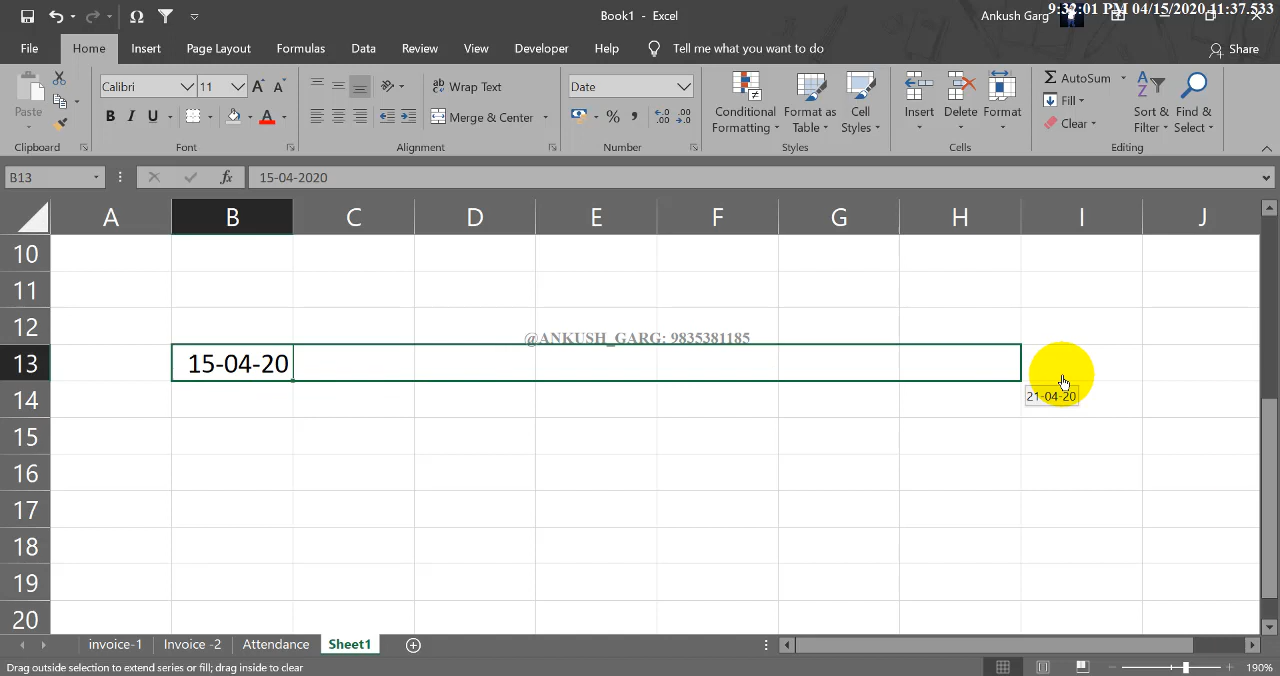 Book1 - Excel
Ankush Garg
9:32:01 PM 04/15/2020,11:37.533
File Home Insert Page Layout Formulas Data Review View Developer Help Tell me what you want to do Share
Calibri 11 Wrap Text Date AutoSum
Paste B I U Merge & Center % , Conditional Formatting Format as Table Cell Styles Insert Delete Format Fill Clear Sort & Filter Find & Select
Clipboard Font Alignment Number Styles Cells Editing
B13 fx 15-04-2020
A B C D E F G H I J
10
11
12
@ANKUSH_GARG: 9835381185
13 15-04-20
21-04-20
14
15
16
17
18
19
20
invoice-1 Invoice -2 Attendance Sheet1
Drag outside selection to extend series or fill; drag inside to clear 190%